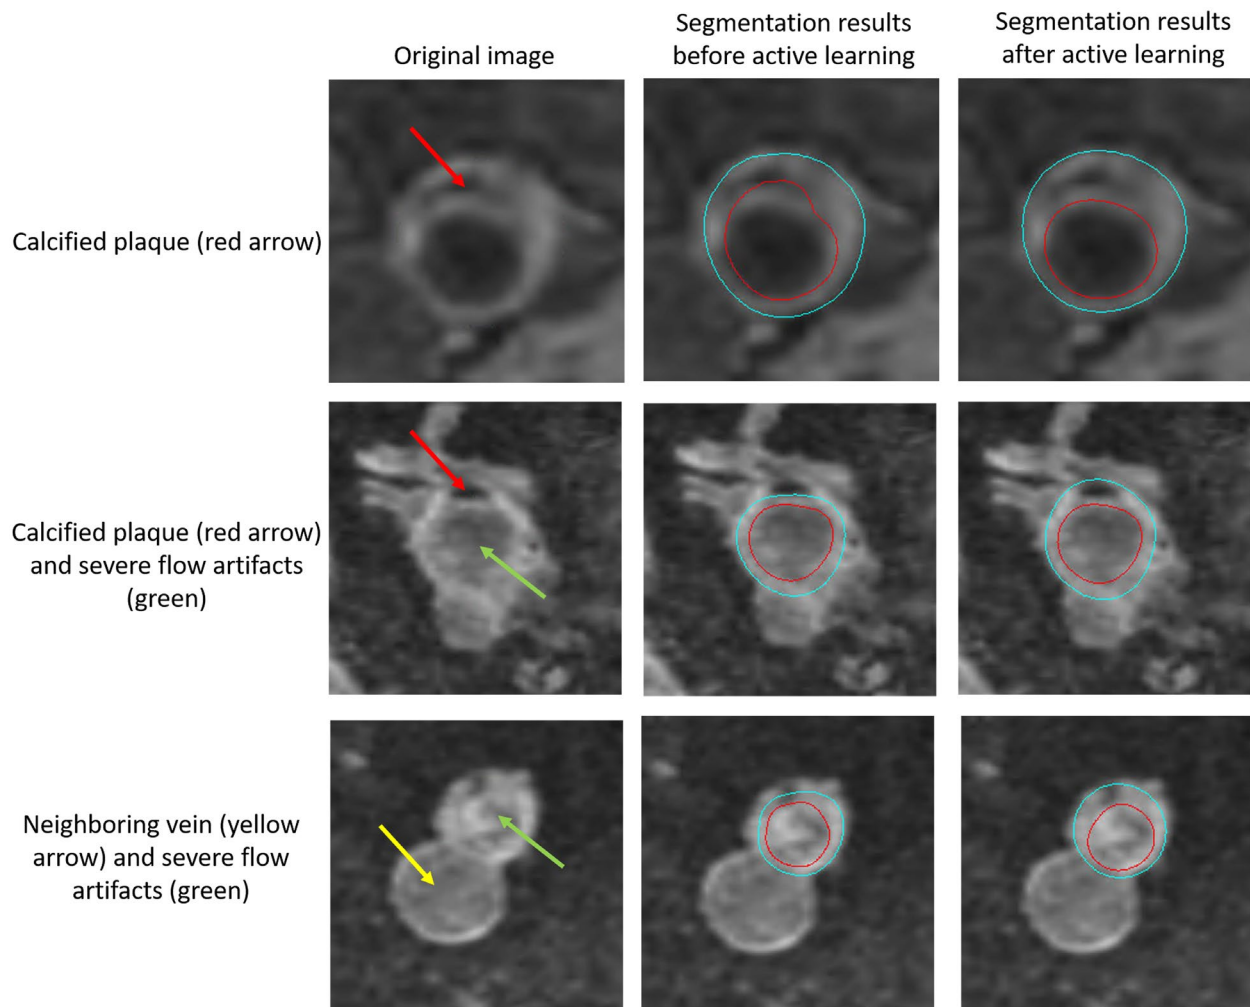 Original image
Segmentation results
before active learning
Segmentation results
after active learning
Calcified plaque (red arrow)
Calcified plaque (red arrow)
and severe flow artifacts
(green)
Neighboring vein (yellow
arrow) and severe flow
artifacts (green)